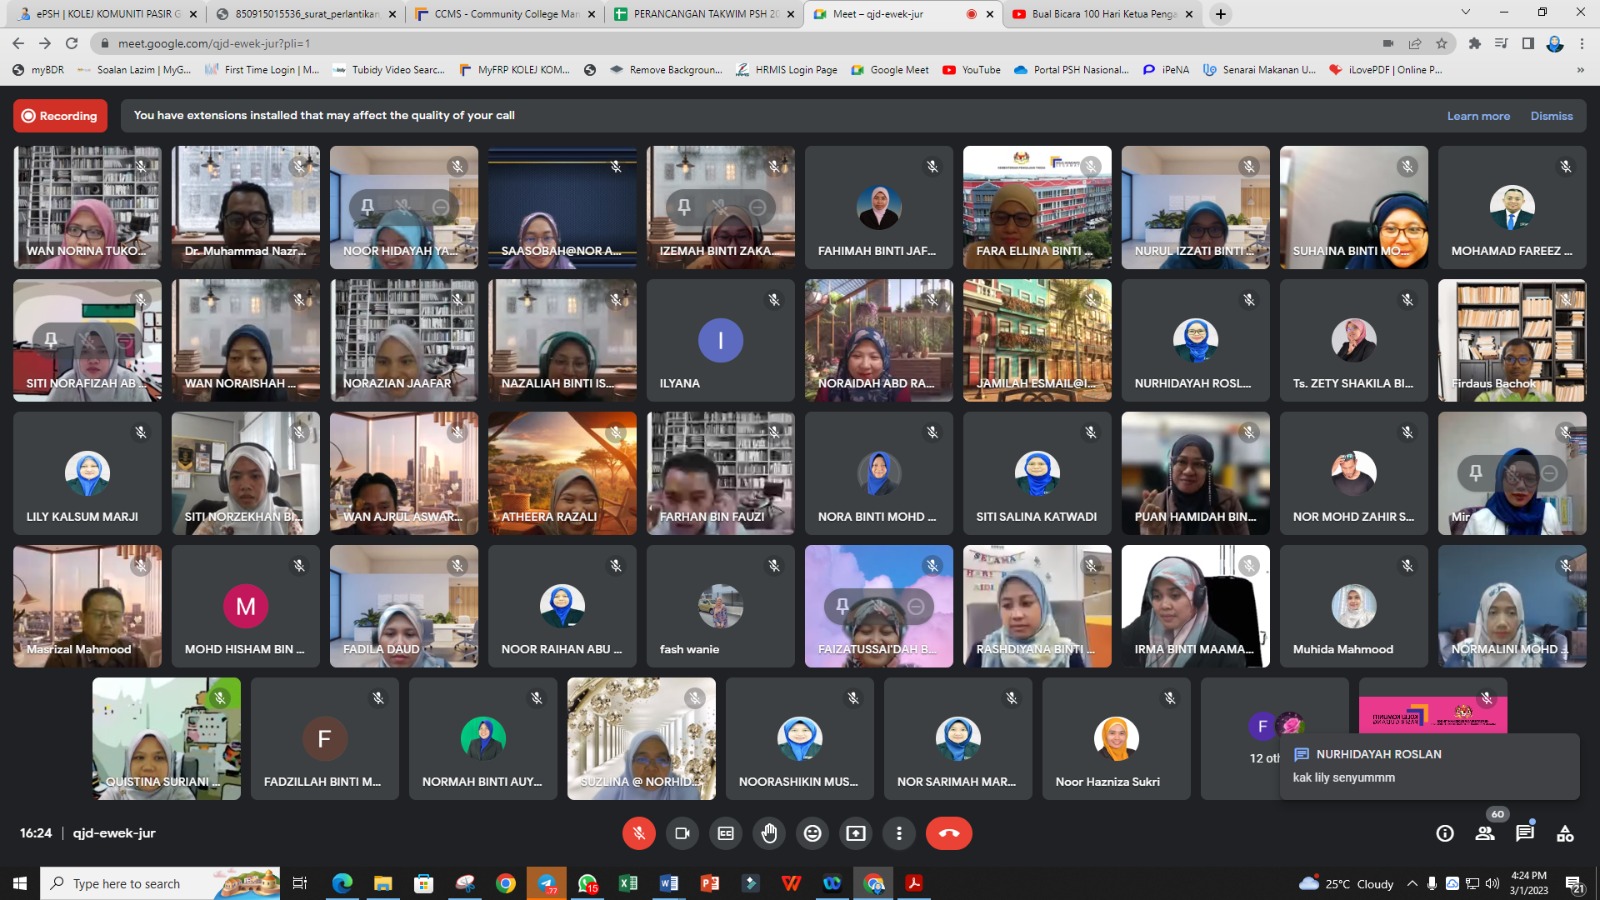 ePSH | KOLEJ KOMUNITI PASIR G
850915015536_surat_perlantikan
CCMS - Community College Man
PERANCANGAN TAKWIM PSH 20
Meet – qjd-ewek-jur
Bual Bicara 100 Hari Ketua Penga
meet.google.com/qjd-ewek-jur?pli=1
myBDR
Soalan Lazim | MyG...
First Time Login | M...
Tubidy Video Searc...
MyFRP KOLEJ KOM...
Remove Backgroun...
HRMIS Login Page
Google Meet
YouTube
Portal PSH Nasional...
iPeNA
Senarai Makanan U...
iLovePDF | Online P...
Recording
You have extensions installed that may affect the quality of your call
Learn more
Dismiss
WAN NORINA TUKO...
Dr. Muhammad Nazr...
NOOR HIDAYAH YA...
SAASOBAH@NOR A...
IZEMAH BINTI ZAKA...
FAHIMAH BINTI JAF...
FARA ELLINA BINTI ...
NURUL IZZATI BINTI ...
SUHAINA BINTI MO...
MOHAMAD FAREEZ ...
SITI NORAFIZAH AB ...
WAN NORAISHAH ...
NORAZIAN JAAFAR
NAZALIAH BINTI IS...
I
ILYANA
NORAIDAH ABD RA...
JAMILAH ESMAIL@I...
NURHIDAYAH ROSL...
Ts. ZETY SHAKILA BI...
Firdaus Bachok
LILY KALSUM MARJI
SITI NORZEKHAN BI...
WAN AJRUL ASWAR...
ATHEERA RAZALI
FARHAN BIN FAUZI
NORA BINTI MOHD ...
SITI SALINA KATWADI
PUAN HAMIDAH BIN...
NOR MOHD ZAHIR S...
Mir
Masrizal Mahmood
M
MOHD HISHAM BIN ...
FADILA DAUD
NOOR RAIHAN ABU ...
fash wanie
FAIZATUSSAI'DAH B...
RASHDIYANA BINTI ...
IRMA BINTI MAAMA...
Muhida Mahmood
NORMALINI MOHD ...
QUISTINA SURIANI ...
F
FADZILLAH BINTI M...
NORMAH BINTI AUY...
SUZLINA @ NORHID...
NOORASHIKIN MUS...
NOR SARIMAH MAR...
Noor Hazniza Sukri
F
12 oth
NURHIDAYAH ROSLAN
kak lily senyummm
16:24 | qjd-ewek-jur
60
Type here to search
77
15
25°C Cloudy
4:24 PM
3/1/2023
21